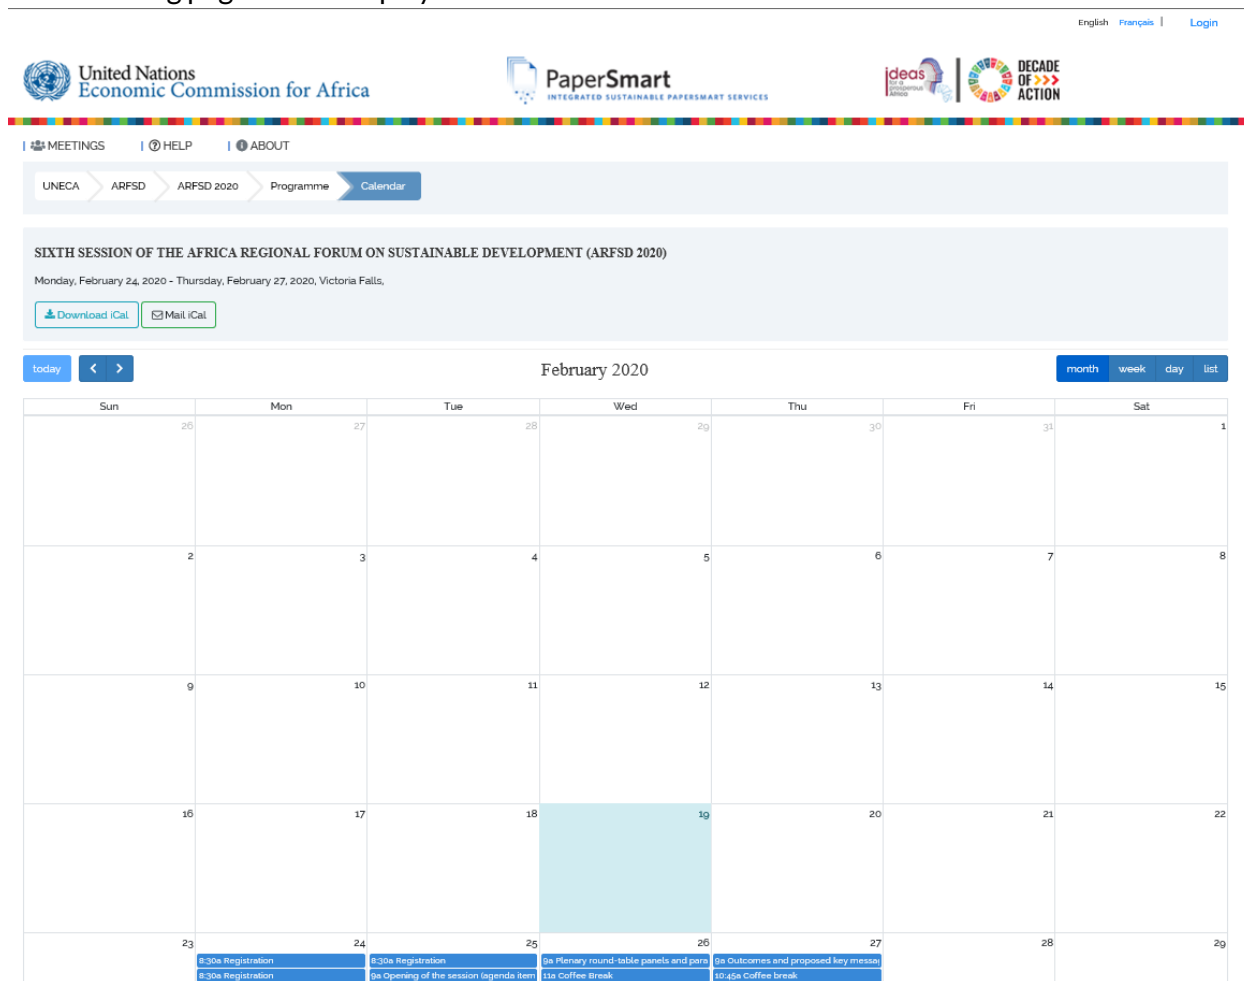 English Français | Login
United Nations
Economic Commission for Africa
PaperSmart
INTEGRATED SUSTAINABLE PAPERSMART SERVICES
ideas
for a
prosperous
Africa
DECADE
OF >>>
ACTION
| MEETINGS | HELP | ABOUT
UNECA ARFSD ARFSD 2020 Programme Calendar
SIXTH SESSION OF THE AFRICA REGIONAL FORUM ON SUSTAINABLE DEVELOPMENT (ARFSD 2020)
Monday, February 24, 2020 - Thursday, February 27, 2020, Victoria Falls,
Download iCal Mail iCal
today < > February 2020 month week day list
Sun Mon Tue Wed Thu Fri Sat
26 27 28 29 30 31 1
2 3 4 5 6 7 8
9 10 11 12 13 14 15
16 17 18 19 20 21 22
23 24 25 26 27 28 29
8:30a Registration 8:30a Registration 9a Plenary round-table panels and para 9a Outcomes and proposed key messag
8:30a Registration 9a Opening of the session (agenda item 11a Coffee Break 10:45a Coffee break